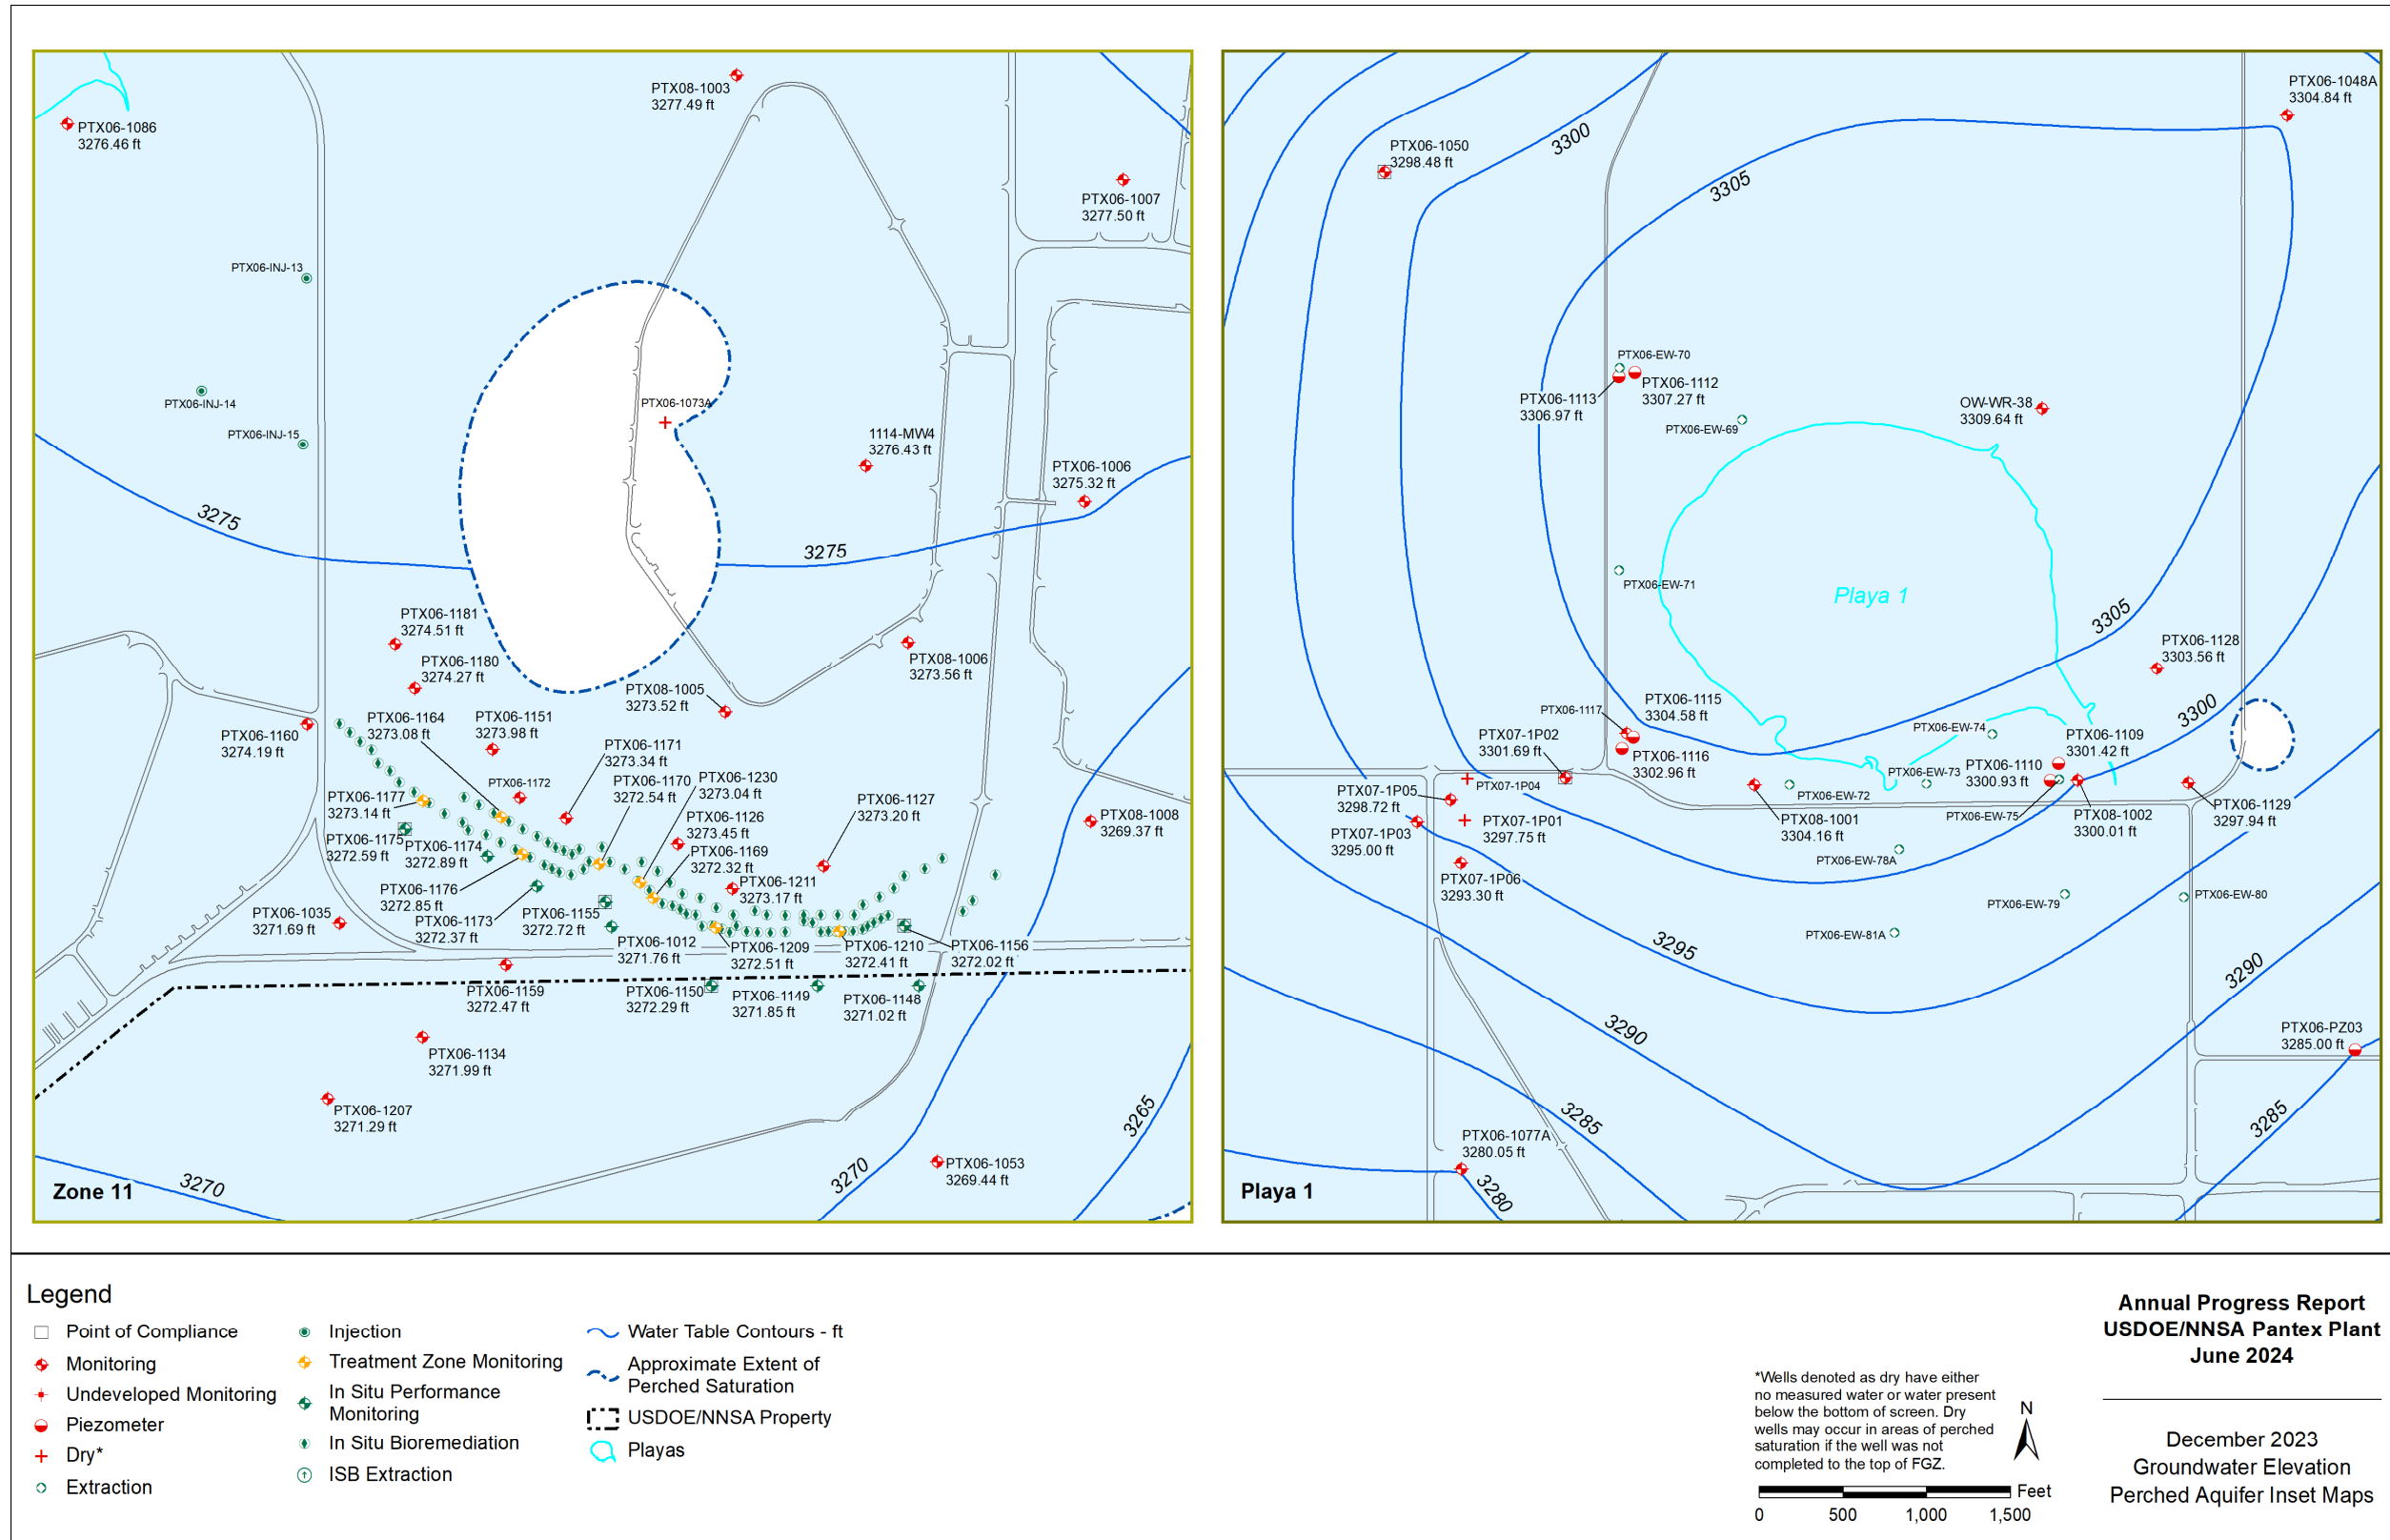 PTX08-1003
3277.49 ft
PTX06-1086
3276.46 ft
PTX06-1007
3277.50 ft
PTX06-INJ-13
PTX06-INJ-14
PTX06-INJ-15
PTX06-1073A
1114-MW4
3276.43 ft
PTX06-1006
3275.32 ft
3275
3275
PTX06-1181
3274.51 ft
PTX06-1180
3274.27 ft
PTX08-1006
3273.56 ft
PTX08-1005
3273.52 ft
PTX06-1164
3273.08 ft
PTX06-1151
3273.98 ft
PTX06-1160
3274.19 ft
PTX06-1171
3273.34 ft
PTX06-1172
PTX06-1170
3272.54 ft
PTX06-1230
3273.04 ft
PTX06-1177
3273.14 ft
PTX06-1127
3273.20 ft
PTX06-1126
3273.45 ft
PTX08-1008
3269.37 ft
PTX06-1175
3272.59 ft
PTX06-1174
3272.89 ft
PTX06-1169
3272.32 ft
PTX06-1176
3272.85 ft
PTX06-1211
3273.17 ft
PTX06-1035
3271.69 ft
PTX06-1173
3272.37 ft
PTX06-1155
3272.72 ft
PTX06-1012
3271.76 ft
PTX06-1209
3272.51 ft
PTX06-1210
3272.41 ft
PTX06-1156
3272.02 ft
PTX06-1159
3272.47 ft
PTX06-1150
3272.29 ft
PTX06-1149
3271.85 ft
PTX06-1148
3271.02 ft
PTX06-1134
3271.99 ft
PTX06-1207
3271.29 ft
3265
PTX06-1053
3269.44 ft
3270
3270
Zone 11
PTX06-1048A
3304.84 ft
PTX06-1050
3298.48 ft
3300
3305
PTX06-EW-70
PTX06-1112
3307.27 ft
PTX06-1113
3306.97 ft
OW-WR-38
3309.64 ft
PTX06-EW-69
PTX06-EW-71
Playa 1
3305
PTX06-1128
3303.56 ft
PTX06-1115
3304.58 ft
PTX06-1117
3300
PTX06-EW-74
PTX07-1P02
3301.69 ft
PTX06-1109
3301.42 ft
PTX06-1116
3302.96 ft
PTX06-1110
3300.93 ft
PTX06-EW-73
PTX07-1P04
PTX07-1P05
3298.72 ft
PTX06-EW-72
PTX06-1129
3297.94 ft
PTX07-1P03
3295.00 ft
PTX07-1P01
3297.75 ft
PTX08-1001
3304.16 ft
PTX06-EW-75
PTX08-1002
3300.01 ft
PTX06-EW-78A
PTX07-1P06
3293.30 ft
PTX06-EW-79
PTX06-EW-80
PTX06-EW-81A
3295
3290
3290
PTX06-PZ03
3285.00 ft
3285
3285
PTX06-1077A
3280.05 ft
3280
Playa 1
Legend
Point of Compliance
Monitoring
Undeveloped Monitoring
Piezometer
Dry*
Extraction
Injection
Treatment Zone Monitoring
In Situ Performance
Monitoring
In Situ Bioremediation
ISB Extraction
Water Table Contours - ft
Approximate Extent of
Perched Saturation
USDOE/NNSA Property
Playas
*Wells denoted as dry have either
no measured water or water present
below the bottom of screen. Dry
wells may occur in areas of perched
saturation if the well was not
completed to the top of FGZ.
N
Feet
0 500 1,000 1,500
Annual Progress Report
USDOE/NNSA Pantex Plant
June 2024
December 2023
Groundwater Elevation
Perched Aquifer Inset Maps